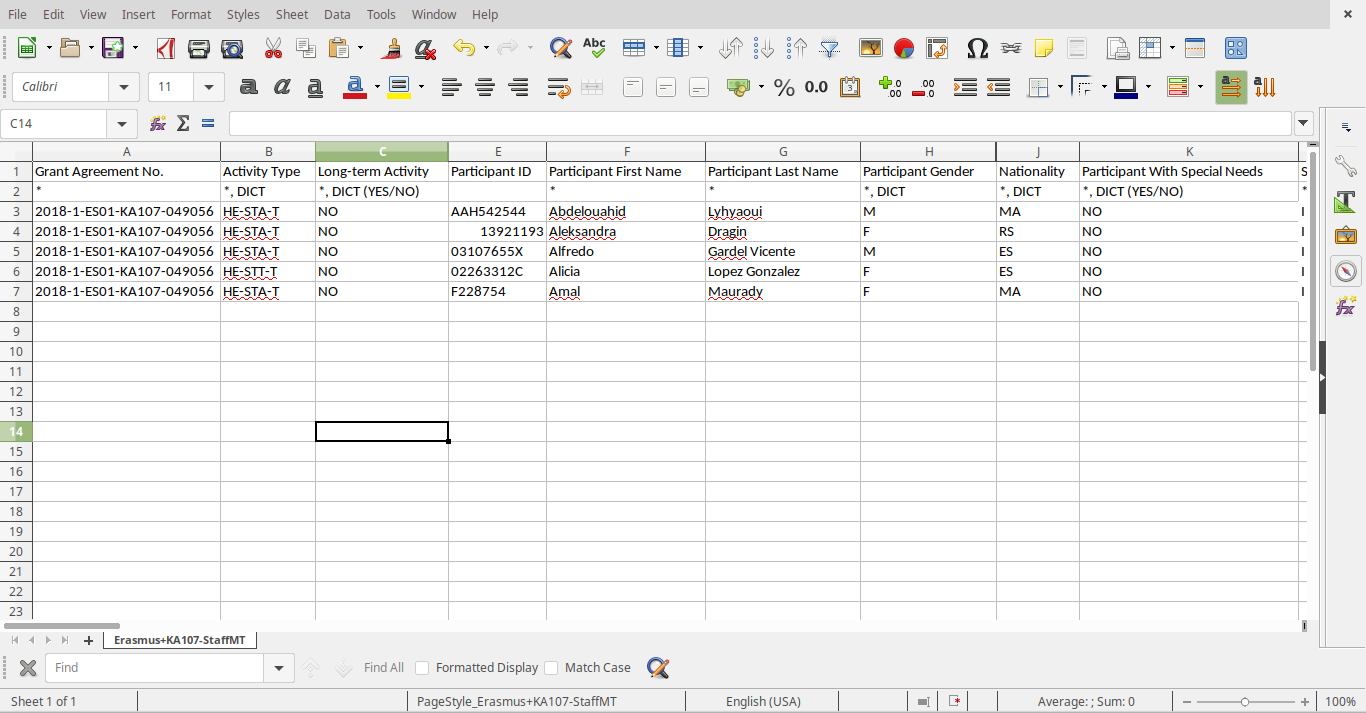 File Edit View Insert Format Styles Sheet Data Tools Window Help
Calibri 11
C14
A B C E F G H J K
1 Grant Agreement No. Activity Type Long-term Activity Participant ID Participant First Name Participant Last Name Participant Gender Nationality Participant With Special Needs S
2 * *, DICT *, DICT (YES/NO) * * *, DICT *, DICT *, DICT (YES/NO) *
3 2018-1-ES01-KA107-049056 HE-STA-T NO AAH542544 Abdelouahid Lyhyaoui M MA NO
4 2018-1-ES01-KA107-049056 HE-STA-T NO 13921193 Aleksandra Dragin F RS NO
5 2018-1-ES01-KA107-049056 HE-STA-T NO 03107655X Alfredo Gardel Vicente M ES NO
6 2018-1-ES01-KA107-049056 HE-STT-T NO 02263312C Alicia Lopez Gonzalez F ES NO
7 2018-1-ES01-KA107-049056 HE-STA-T NO F228754 Amal Maurady F MA NO
8
9
10
11
12
13
14
15
16
17
18
19
20
21
22
23
Erasmus+KA107-StaffMT
Find Find All Formatted Display Match Case
Sheet 1 of 1 PageStyle_Erasmus+KA107-StaffMT English (USA) Average: ; Sum: 0 100%